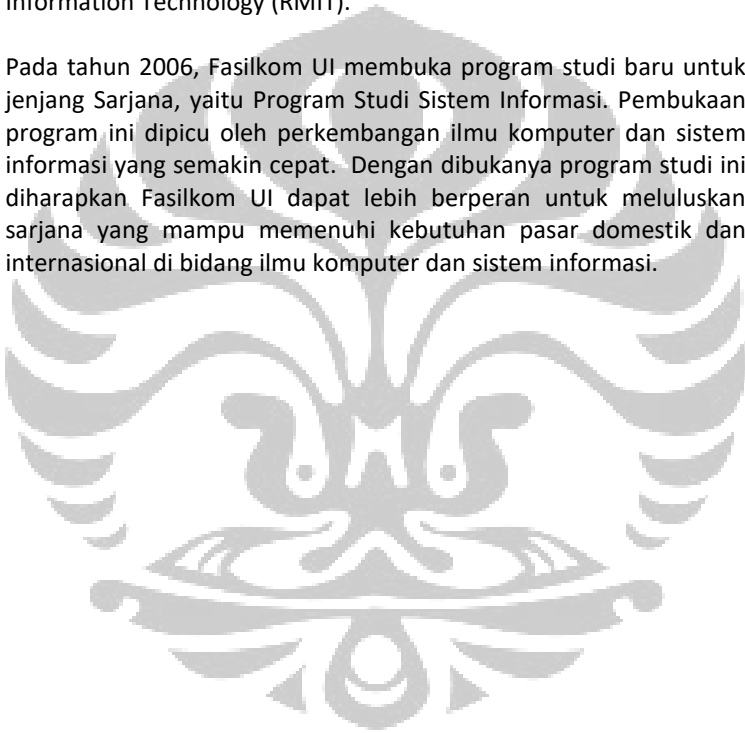 Information Technology (RMIT).
Pada tahun 2006, Fasilkom UI membuka program studi baru untuk
jenjang Sarjana, yaitu Program Studi Sistem Informasi. Pembukaan
program ini dipicu oleh perkembangan ilmu komputer dan sistem
informasi yang semakin cepat.  Dengan dibukanya program studi ini
diharapkan Fasilkom UI dapat lebih berperan untuk meluluskan
sarjana yang mampu memenuhi kebutuhan pasar domestik dan
internasional di bidang ilmu komputer dan sistem informasi.